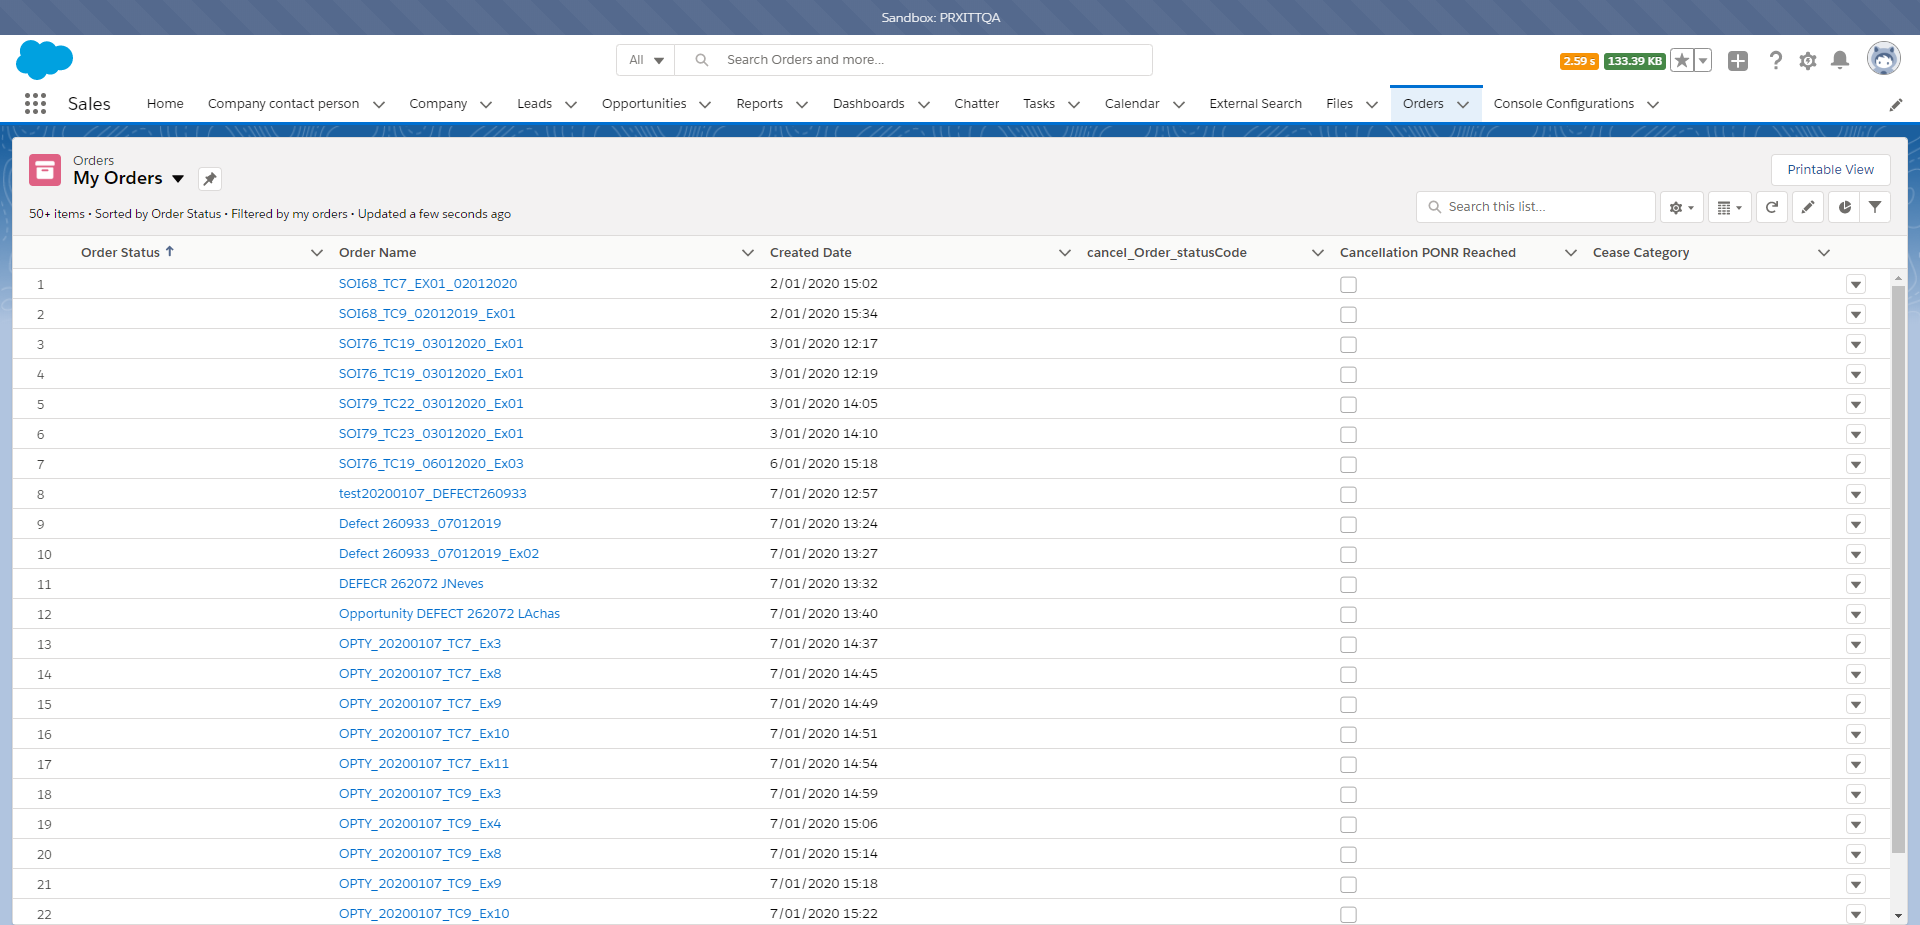 Sandbox: PRXITTQA
All Search Orders and more... 2.59 s 133.39 KB
Sales Home Company contact person Company Leads Opportunities Reports Dashboards Chatter Tasks Calendar External Search Files Orders Console Configurations
Orders
My Orders
Printable View
50+ items • Sorted by Order Status • Filtered by my orders • Updated a few seconds ago
Search this list...
Order Status Order Name Created Date cancel_Order_statusCode Cancellation PONR Reached Cease Category
1 SOI68_TC7_EX01_02012020 2/01/2020 15:02
2 SOI68_TC9_02012019_Ex01 2/01/2020 15:34
3 SOI76_TC19_03012020_Ex01 3/01/2020 12:17
4 SOI76_TC19_03012020_Ex01 3/01/2020 12:19
5 SOI79_TC22_03012020_Ex01 3/01/2020 14:05
6 SOI79_TC23_03012020_Ex01 3/01/2020 14:10
7 SOI76_TC19_06012020_Ex03 6/01/2020 15:18
8 test20200107_DEFECT260933 7/01/2020 12:57
9 Defect 260933_07012019 7/01/2020 13:24
10 Defect 260933_07012019_Ex02 7/01/2020 13:27
11 DEFECR 262072 JNeves 7/01/2020 13:32
12 Opportunity DEFECT 262072 LAchas 7/01/2020 13:40
13 OPTY_20200107_TC7_Ex3 7/01/2020 14:37
14 OPTY_20200107_TC7_Ex8 7/01/2020 14:45
15 OPTY_20200107_TC7_Ex9 7/01/2020 14:49
16 OPTY_20200107_TC7_Ex10 7/01/2020 14:51
17 OPTY_20200107_TC7_Ex11 7/01/2020 14:54
18 OPTY_20200107_TC9_Ex3 7/01/2020 14:59
19 OPTY_20200107_TC9_Ex4 7/01/2020 15:06
20 OPTY_20200107_TC9_Ex8 7/01/2020 15:14
21 OPTY_20200107_TC9_Ex9 7/01/2020 15:18
22 OPTY_20200107_TC9_Ex10 7/01/2020 15:22